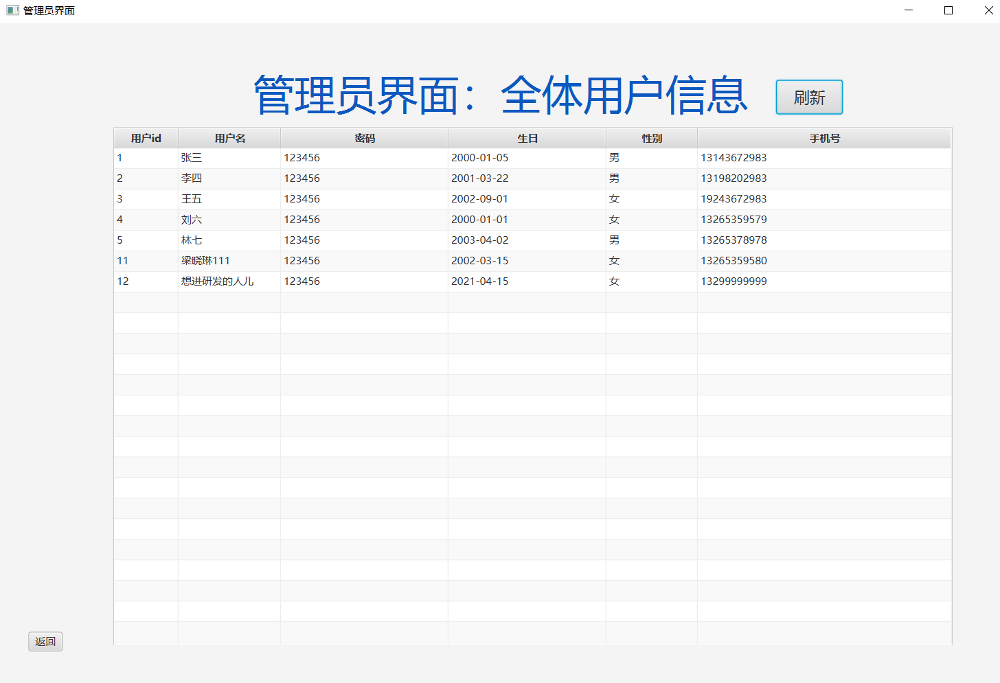 管理员界面
管理员界面：全体用户信息 刷新
用户id 用户名 密码 生日 性别 手机号
1 张三 123456 2000-01-05 男 13143672983
2 李四 123456 2001-03-22 男 13198202983
3 王五 123456 2002-09-01 女 19243672983
4 刘六 123456 2000-01-01 女 13265359579
5 林七 123456 2003-04-02 男 13265378978
11 梁晓琳111 123456 2002-03-15 女 13265359580
12 想进研发的人儿 123456 2021-04-15 女 13299999999
返回